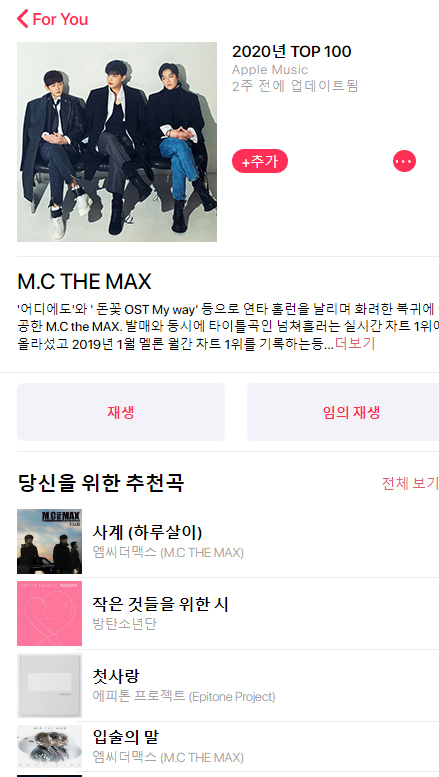 For You
2020년 TOP 100
Apple Music
2주 전에 업데이트됨
+추가
M.C THE MAX
'어디에도'와 ' 돈꽃 OST My way' 등으로 연타 홈런을 날리며 화려한 복귀에
공한 M.C the MAX. 발매와 동시에 타이틀곡인 넘쳐흘러는 실시간 차트 1위에
올라섰고 2019년 1월 멜론 월간 차트 1위를 기록하는등...더보기
재생
임의 재생
당신을 위한 추천곡
전체 보기
M.C the MAX
사계 (하루살이)
엠씨더맥스 (M.C THE MAX)
작은 것들을 위한 시
방탄소년단
첫사랑
에피톤 프로젝트 (Epitone Project)
입술의 말
엠씨더맥스 (M.C THE MAX)